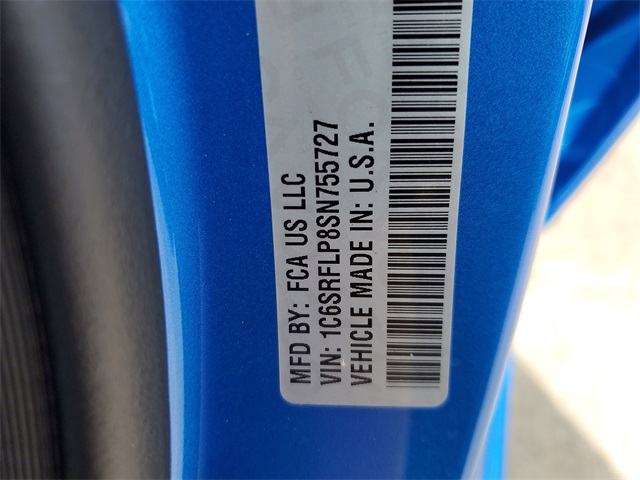 MFD BY: FCA US LLC
VIN: 1C6SRFLP8SN755727
VEHICLE MADE IN: U.S.A.